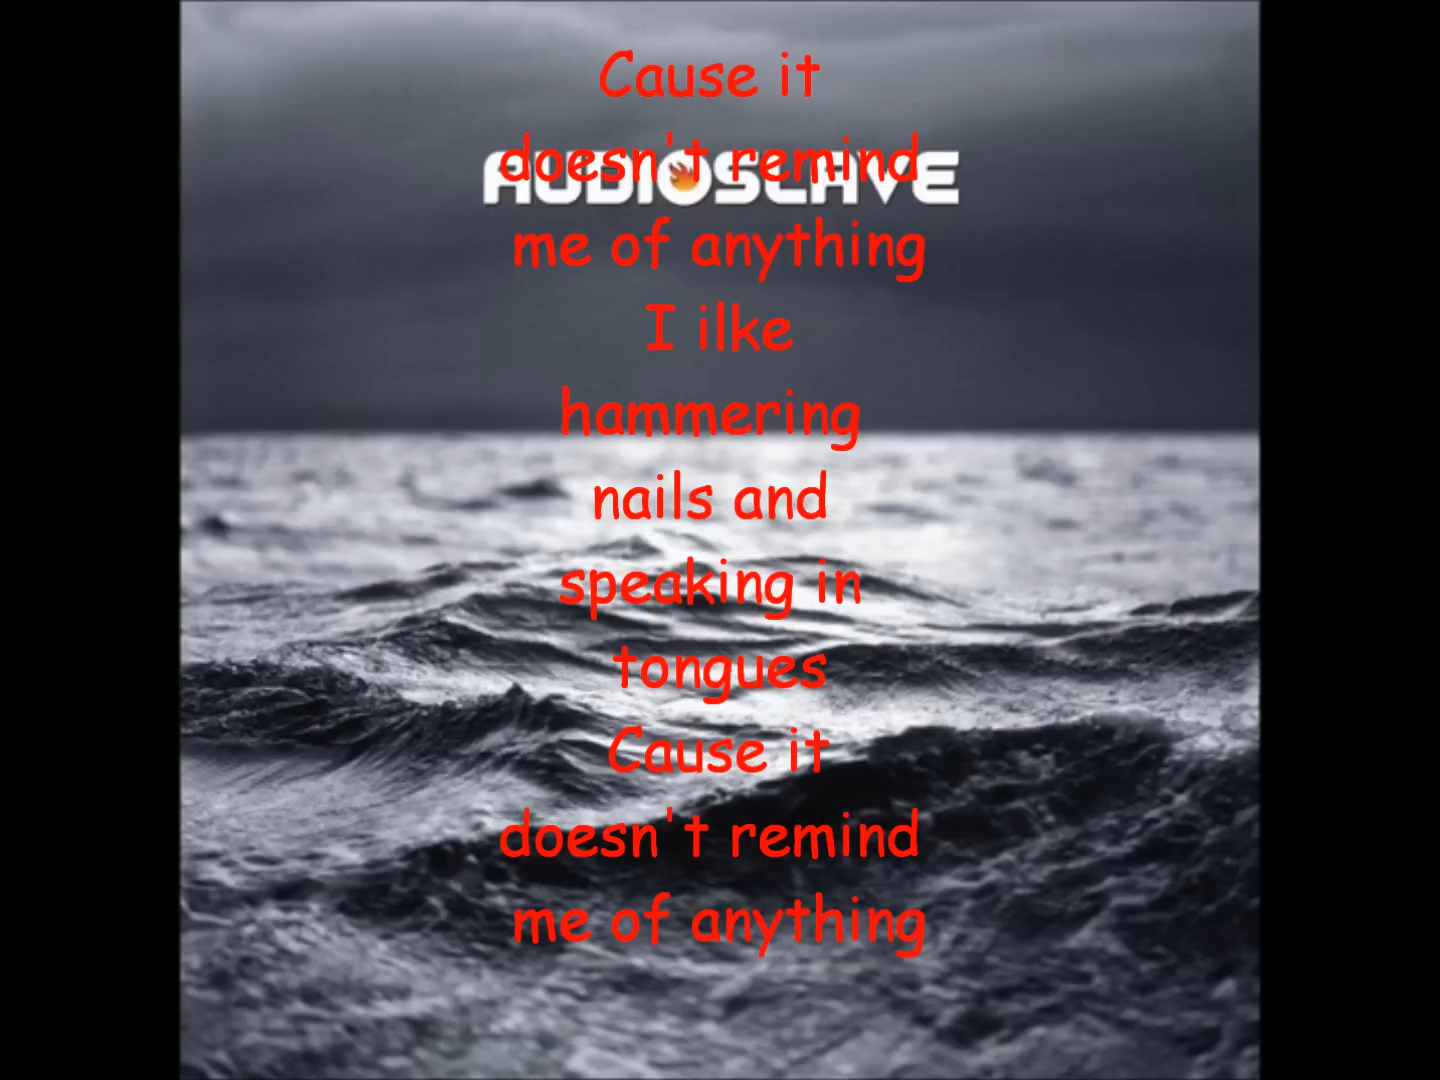 Cause it
doesn't remind
AUDIOSLAVE
me of anything
I ilke
hammering
nails and
speaking in
tongues
Cause it
doesn't remind
me of anything